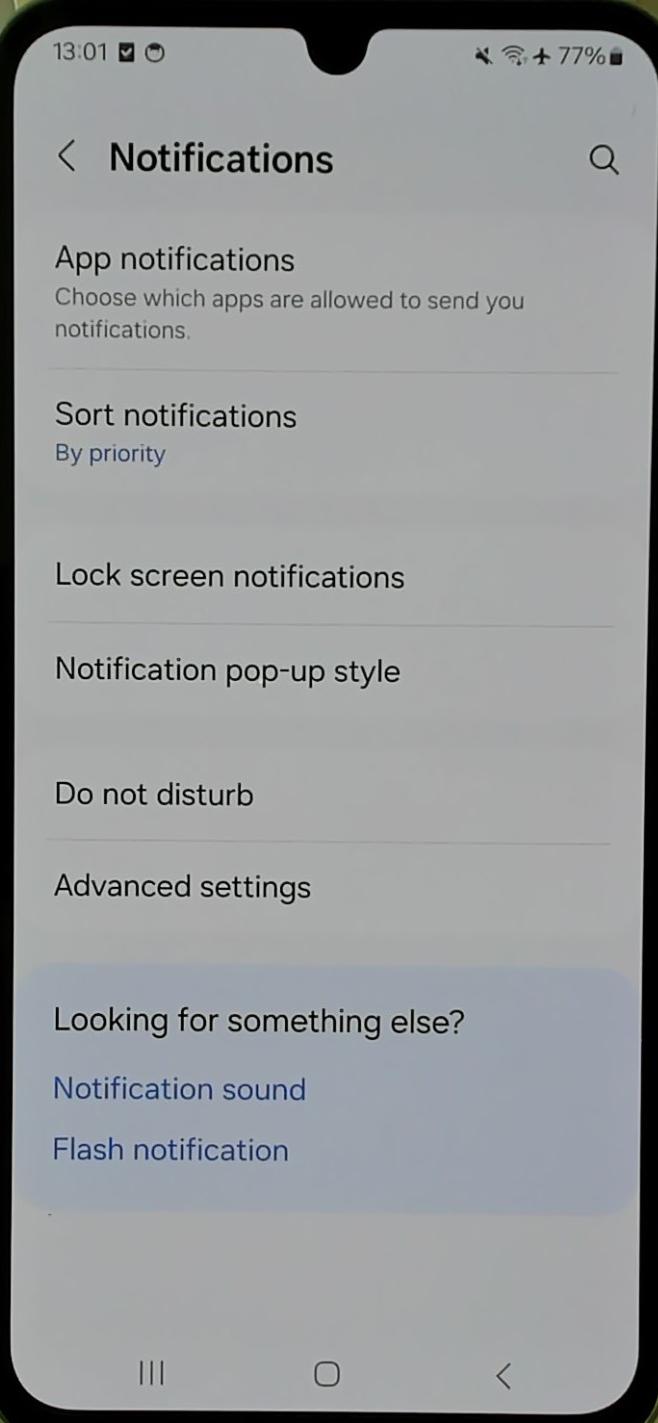 13:01
77%
Notifications
App notifications
Choose which apps are allowed to send you
notifications.
Sort notifications
By priority
Lock screen notifications
Notification pop-up style
Do not disturb
Advanced settings
Looking for something else?
Notification sound
Flash notification